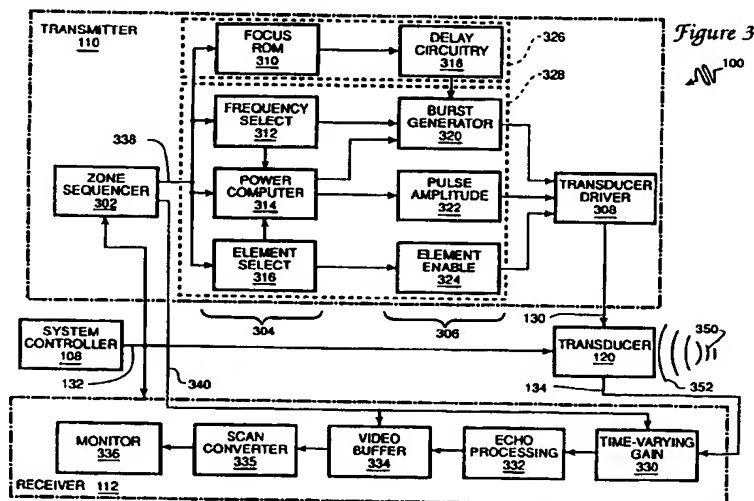 Figure 3
100
TRANSMITTER
110
FOCUS
ROM
310
DELAY
CIRCUITRY
318
326
328
FREQUENCY
SELECT
312
BURST
GENERATOR
320
338
ZONE
SEQUENCER
302
POWER
COMPUTER
314
PULSE
AMPLITUDE
322
TRANSDUCER
DRIVER
308
ELEMENT
SELECT
316
ELEMENT
ENABLE
324
304
306
130
SYSTEM
CONTROLLER
108
132
340
TRANSDUCER
120
350
352
134
MONITOR
336
SCAN
CONVERTER
335
VIDEO
BUFFER
334
ECHO
PROCESSING
332
TIME-VARYING
GAIN
330
RECEIVER 112